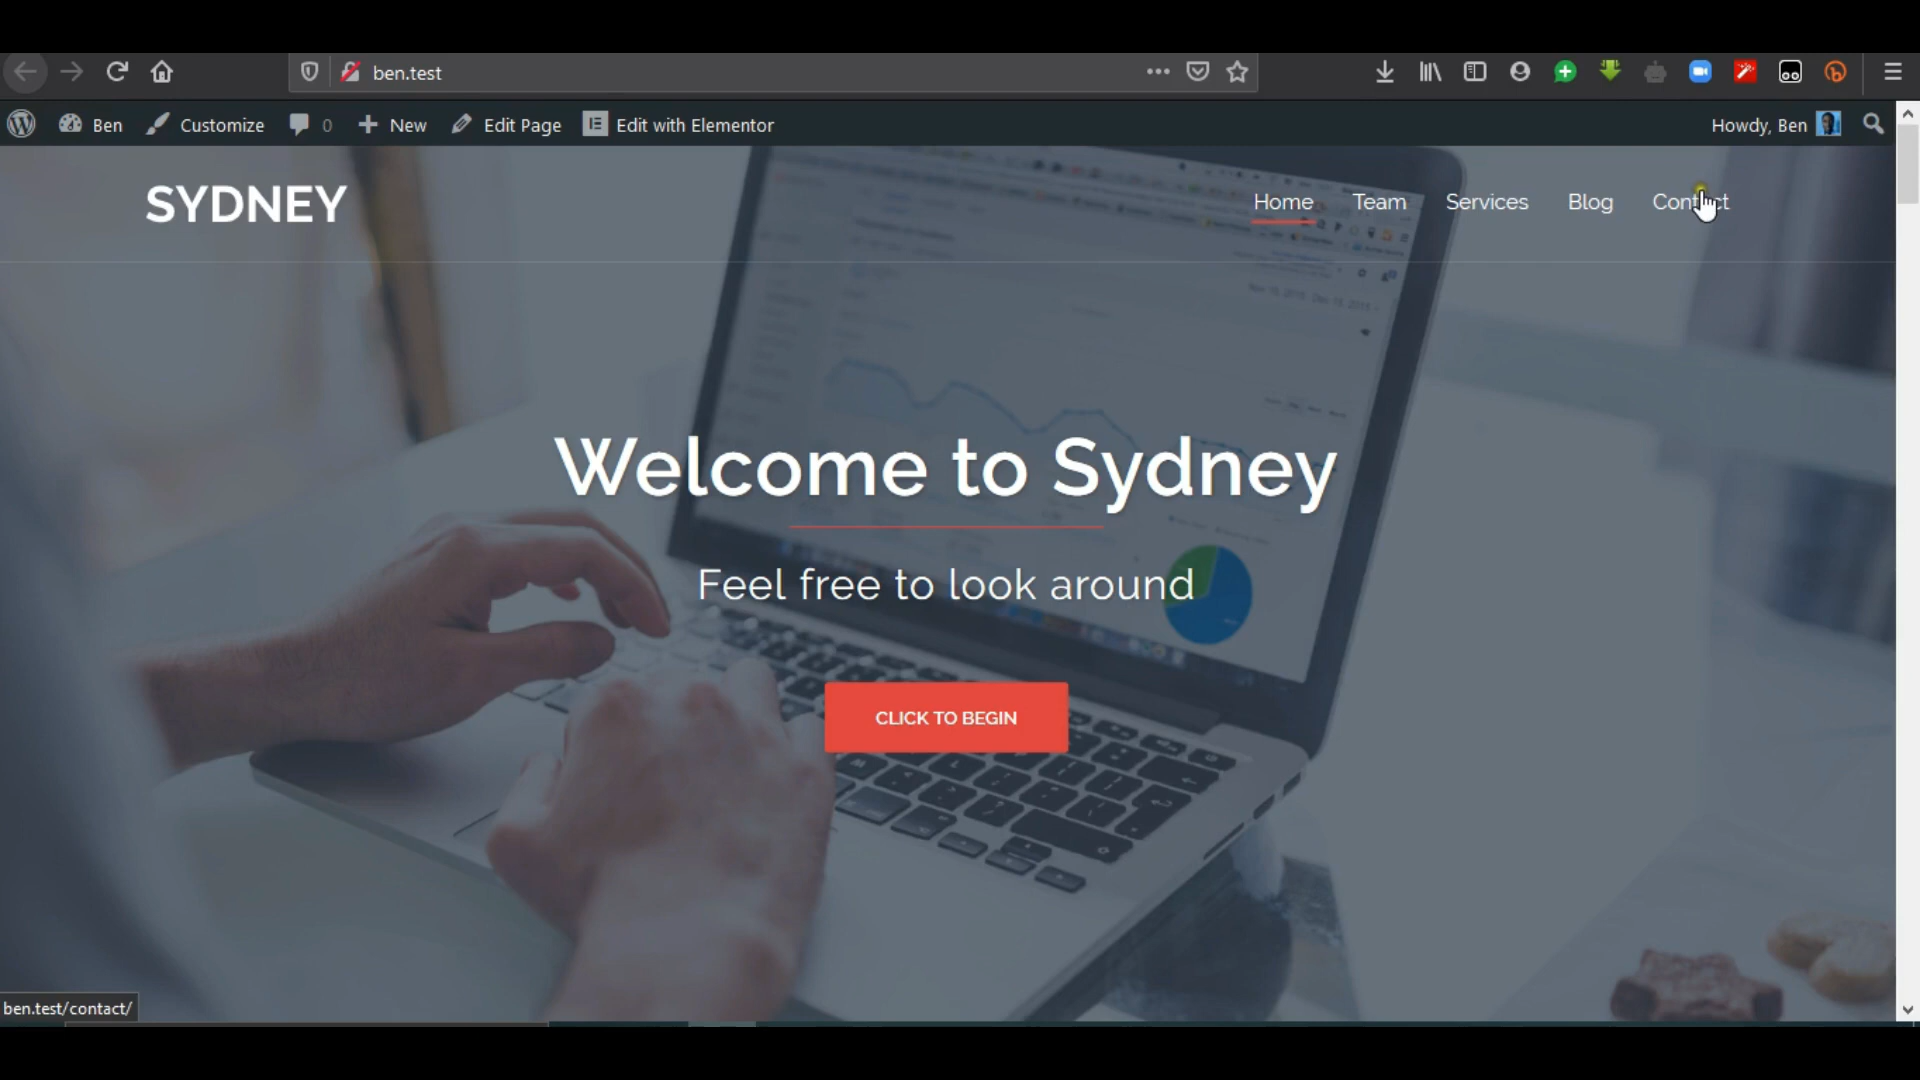 ben.test
Ben
Customize
0
New
Edit Page
Edit with Elementor
Howdy, Ben
SYDNEY
Home
Team
Services
Blog
Contact
Welcome to Sydney
Feel free to look around
CLICK TO BEGIN
ben.test/contact/